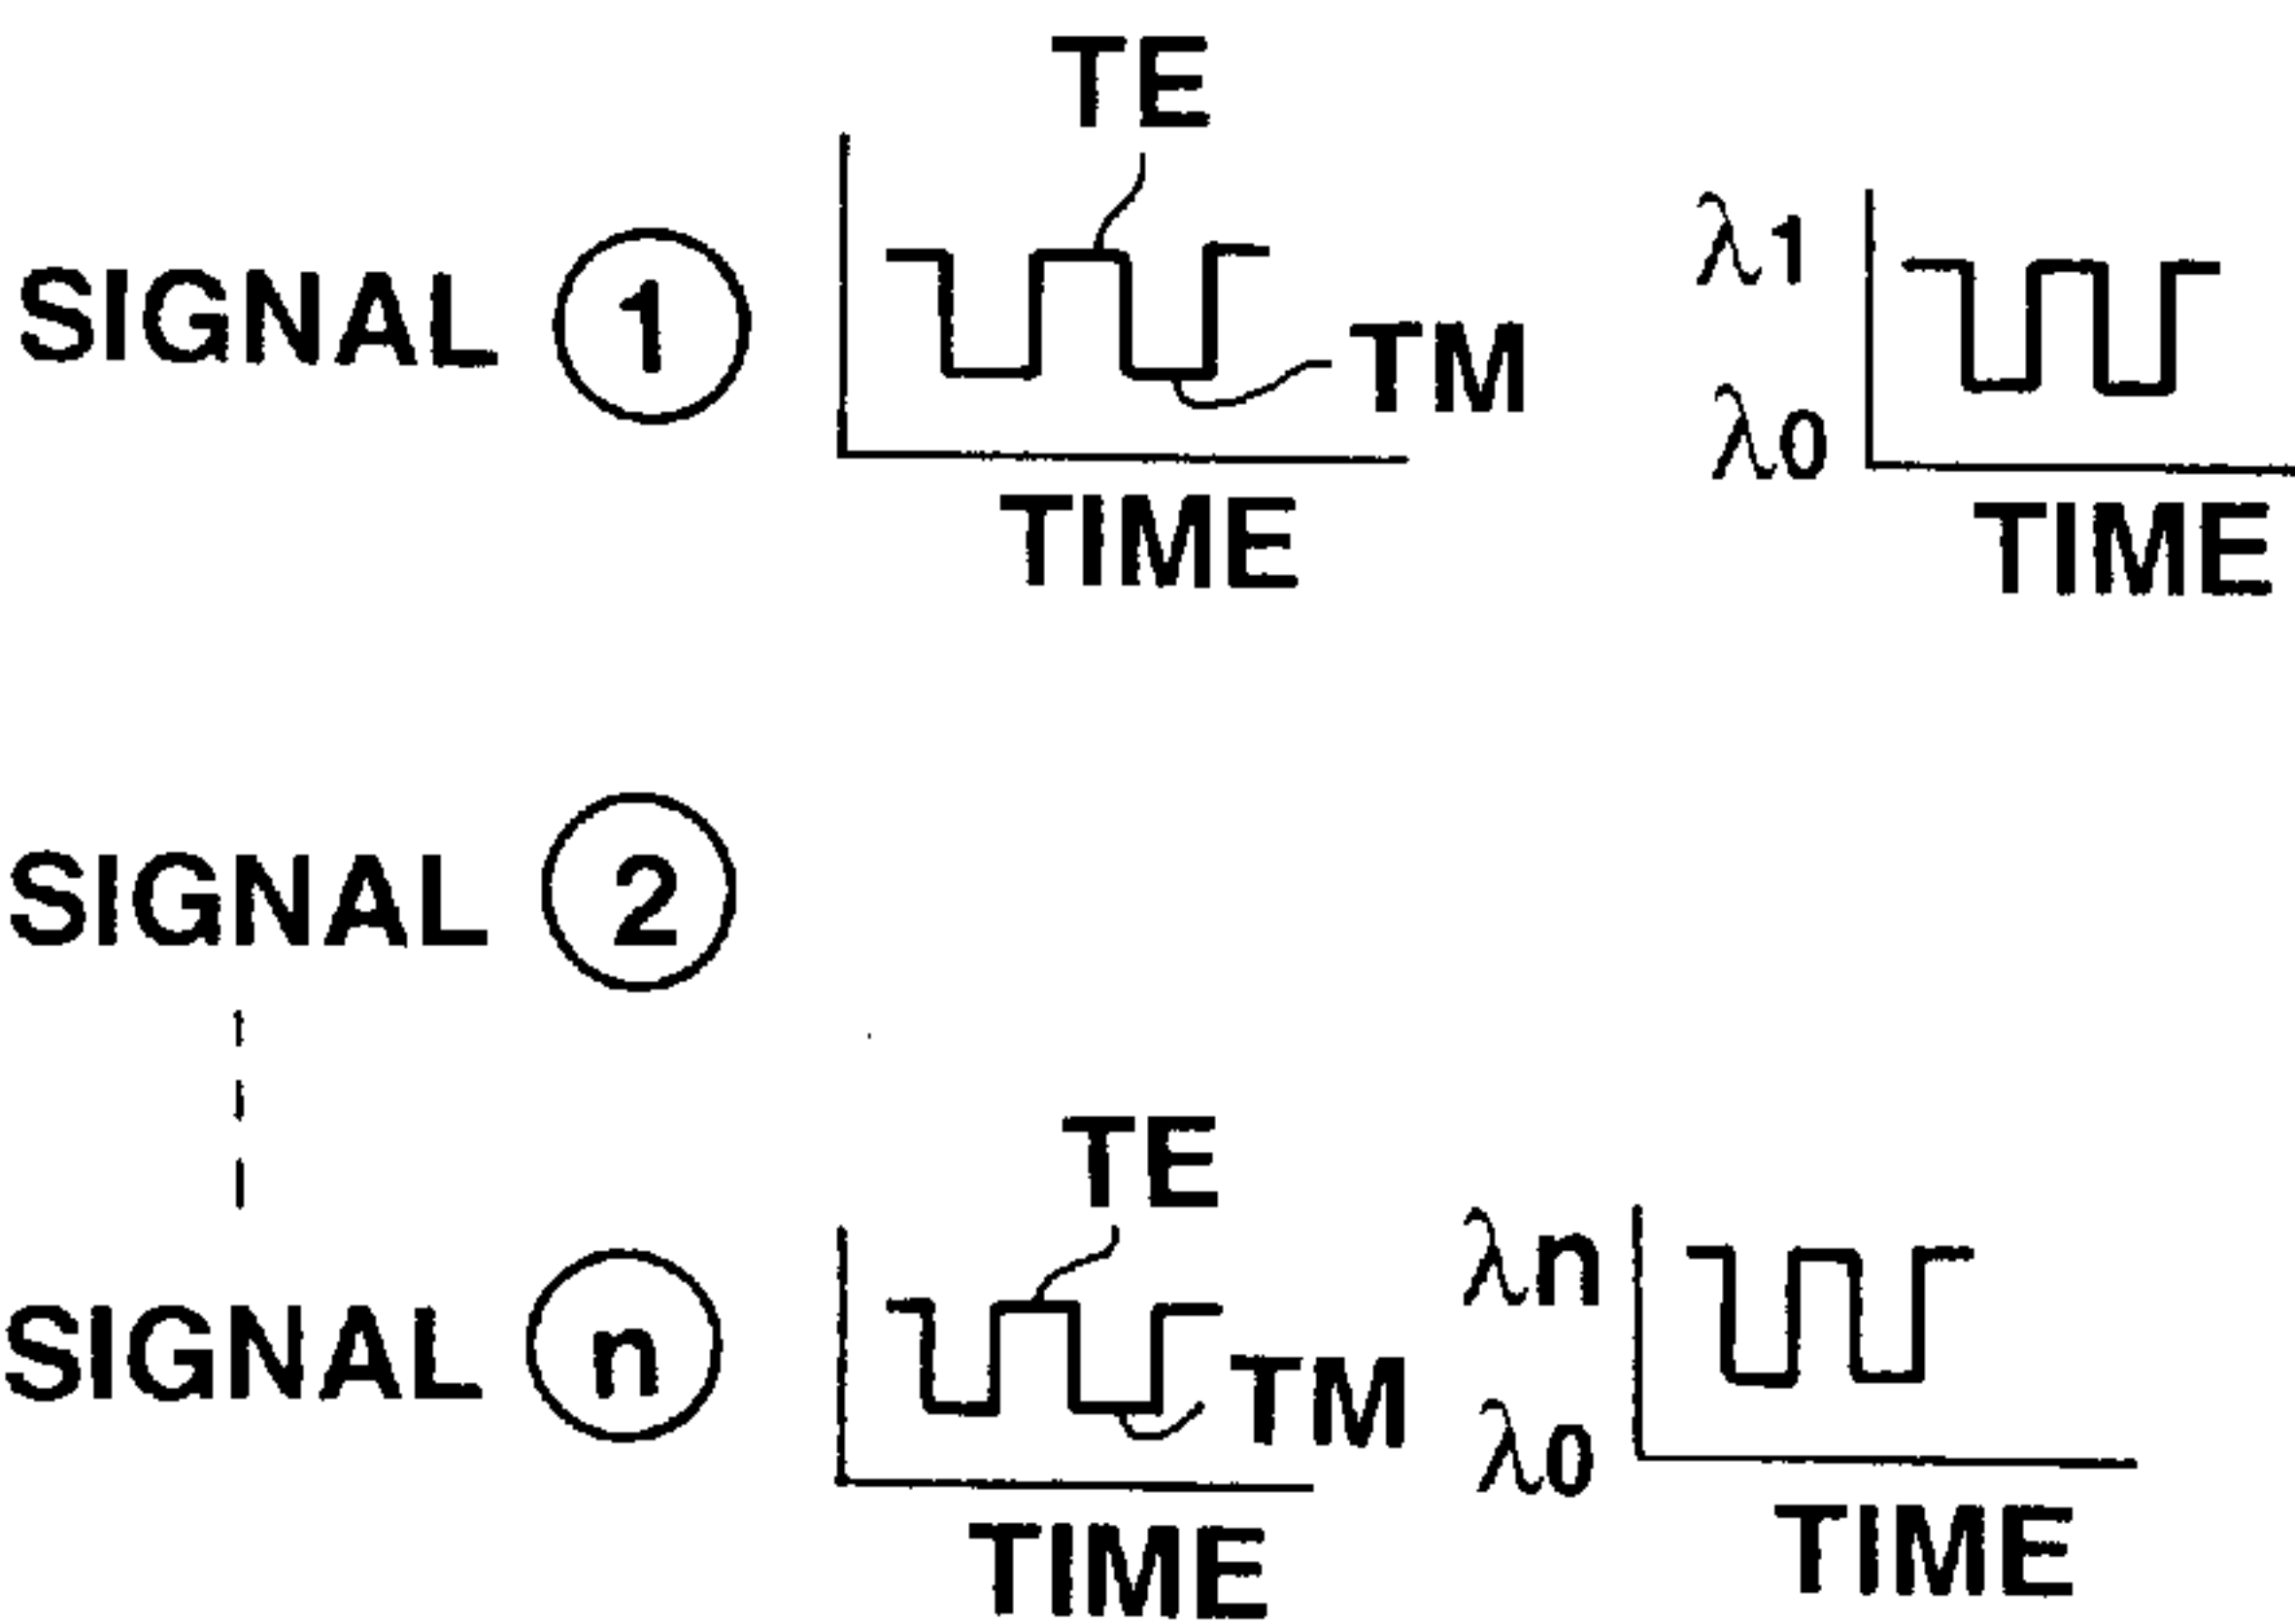 TE
SIGNAL 1
TM
λ1
λ0
TIME
TIME
SIGNAL 2
TE
SIGNAL n
TM
λn
λ0
TIME
TIME